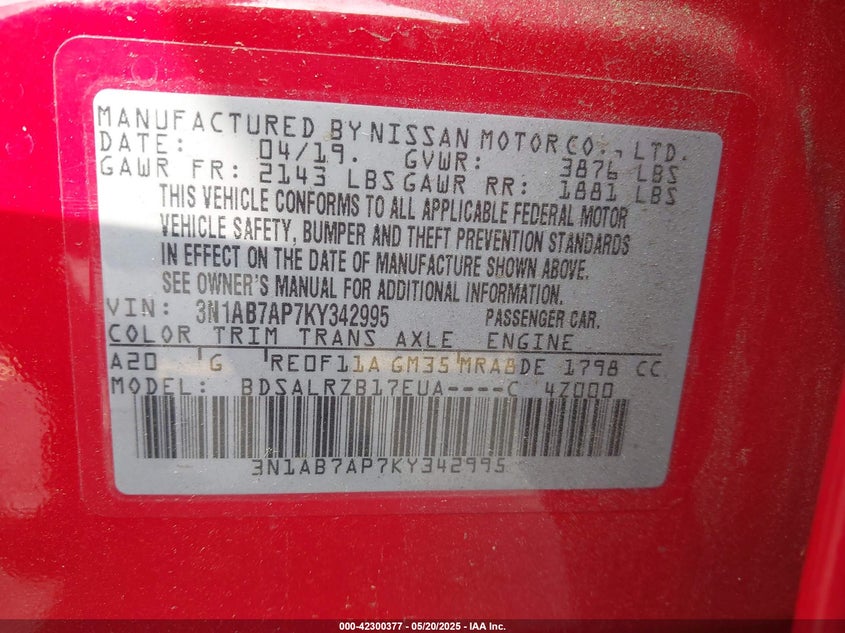 MANUFACTURED BY NISSAN MOTOR CO., LTD.
DATE: 04/19. GVWR: 3876 LBS
GAWR FR: 2143 LBS GAWR RR: 1881 LBS
THIS VEHICLE CONFORMS TO ALL APPLICABLE FEDERAL MOTOR
VEHICLE SAFETY, BUMPER AND THEFT PREVENTION STANDARDS
IN EFFECT ON THE DATE OF MANUFACTURE SHOWN ABOVE.
SEE OWNER'S MANUAL FOR ADDITIONAL INFORMATION.
VIN: 3N1AB7AP7KY342995 PASSENGER CAR.
COLOR TRIM TRANS AXLE ENGINE
A20 G RE0F11A GM35 MRA8DE 1798 CC
MODEL: BDSALRZB17EUA----C 4Z000
3N1AB7AP7KY342995
000-42300377 — 05/20/2025 — IAA Inc.